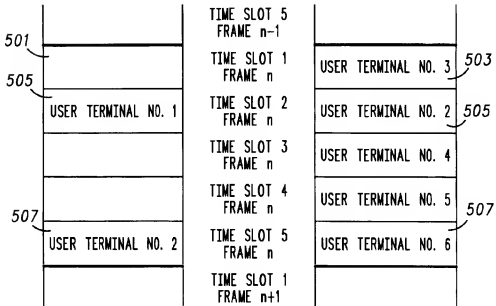 TIME SLOT 5
FRAME n-1
501
TIME SLOT 1
FRAME n
USER TERMINAL NO. 3
503
505
USER TERMINAL NO. 1
TIME SLOT 2
FRAME n
USER TERMINAL NO. 2
505
TIME SLOT 3
FRAME n
USER TERMINAL NO. 4
TIME SLOT 4
FRAME n
USER TERMINAL NO. 5
507
USER TERMINAL NO. 2
TIME SLOT 5
FRAME n
USER TERMINAL NO. 6
507
TIME SLOT 1
FRAME n+1